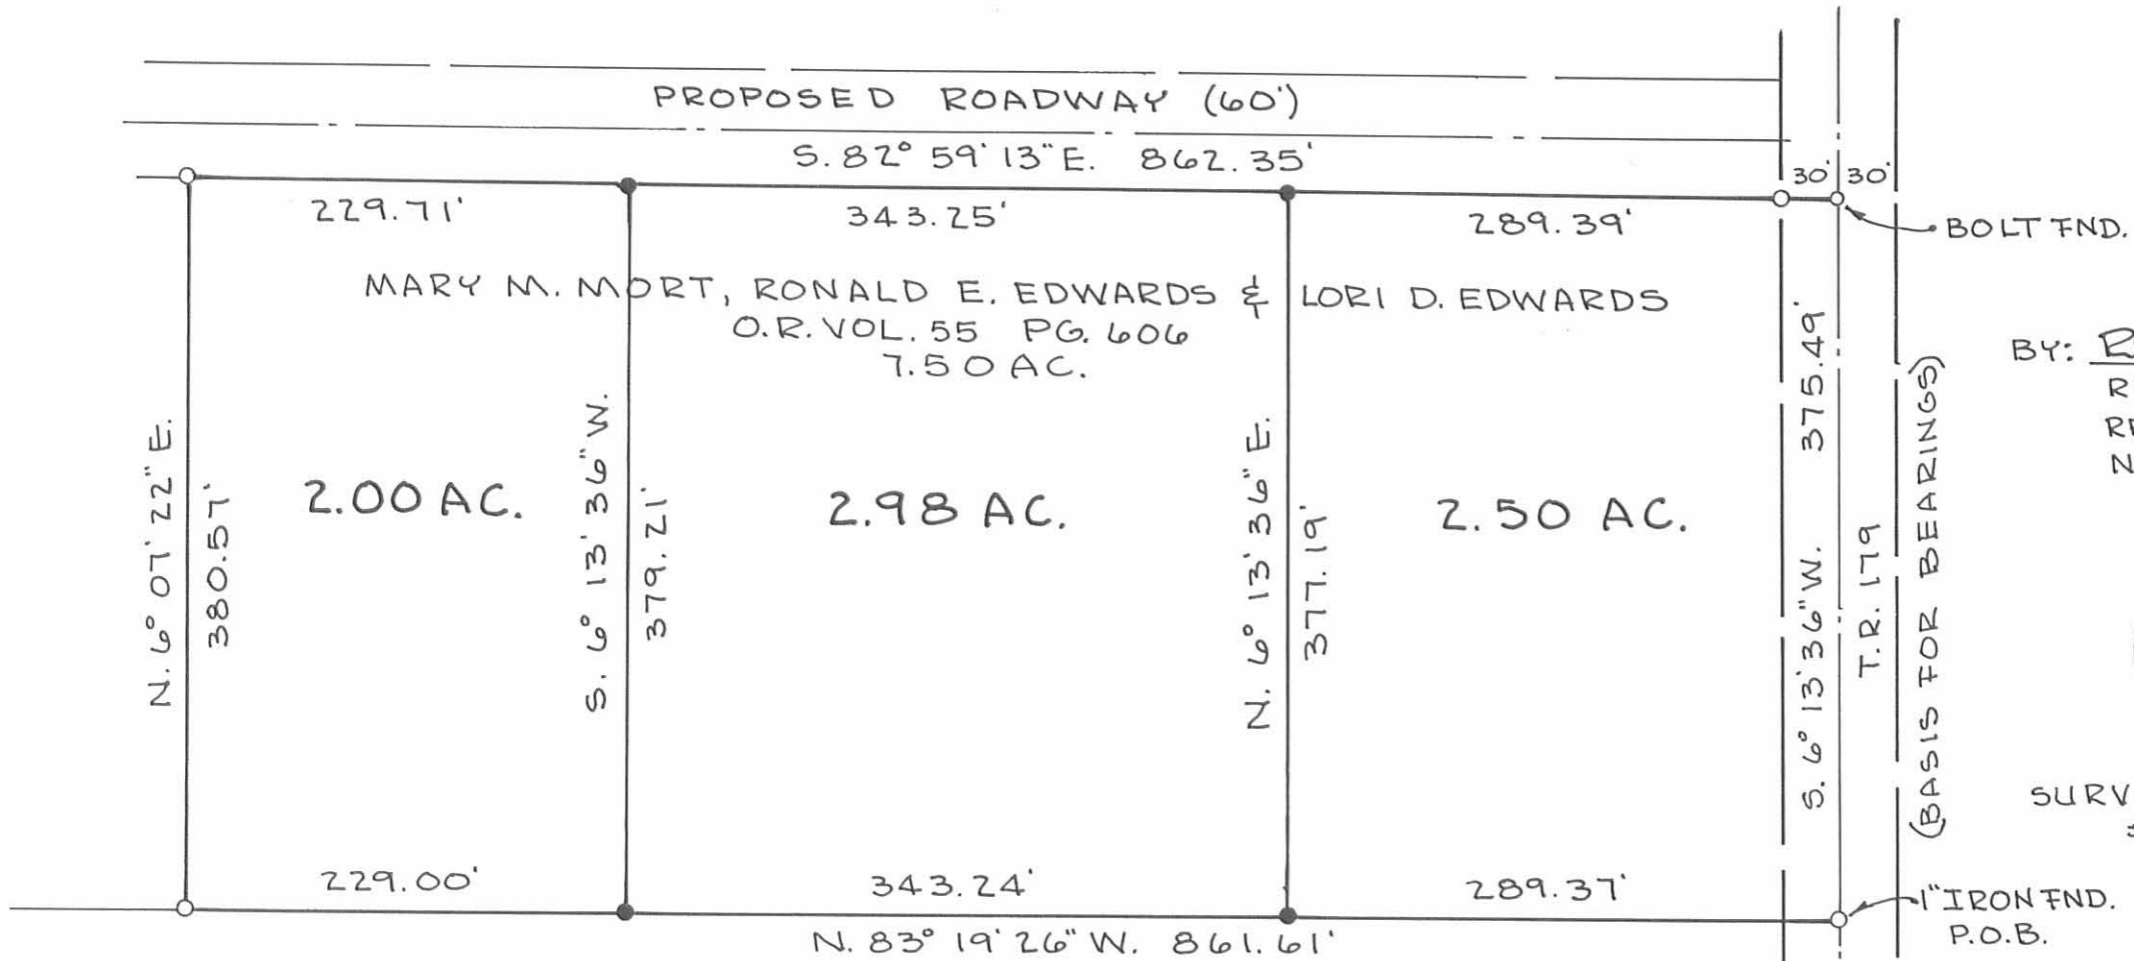 PROPOSED ROADWAY (60')
S. 82° 59' 13" E. 862.35'
30' 30'
229.71'
343.25'
289.39'
BOLT FND.
MARY M. MORT, RONALD E. EDWARDS & LORI D. EDWARDS
O.R. VOL. 55 PG. 606
7.50 AC.
N. 6° 07' 22" E.
380.57'
2.00 AC.
S. 6° 13' 36" W.
379.21'
2.98 AC.
N. 6° 13' 36" E.
377.19'
2.50 AC.
S. 6° 13' 36" W. 375.49'
T.R. 179
(BASIS FOR BEARINGS)
BY:
SURV
229.00'
343.24'
289.37'
1" IRON FND.
P.O.B.
N. 83° 19' 26" W. 861.61'